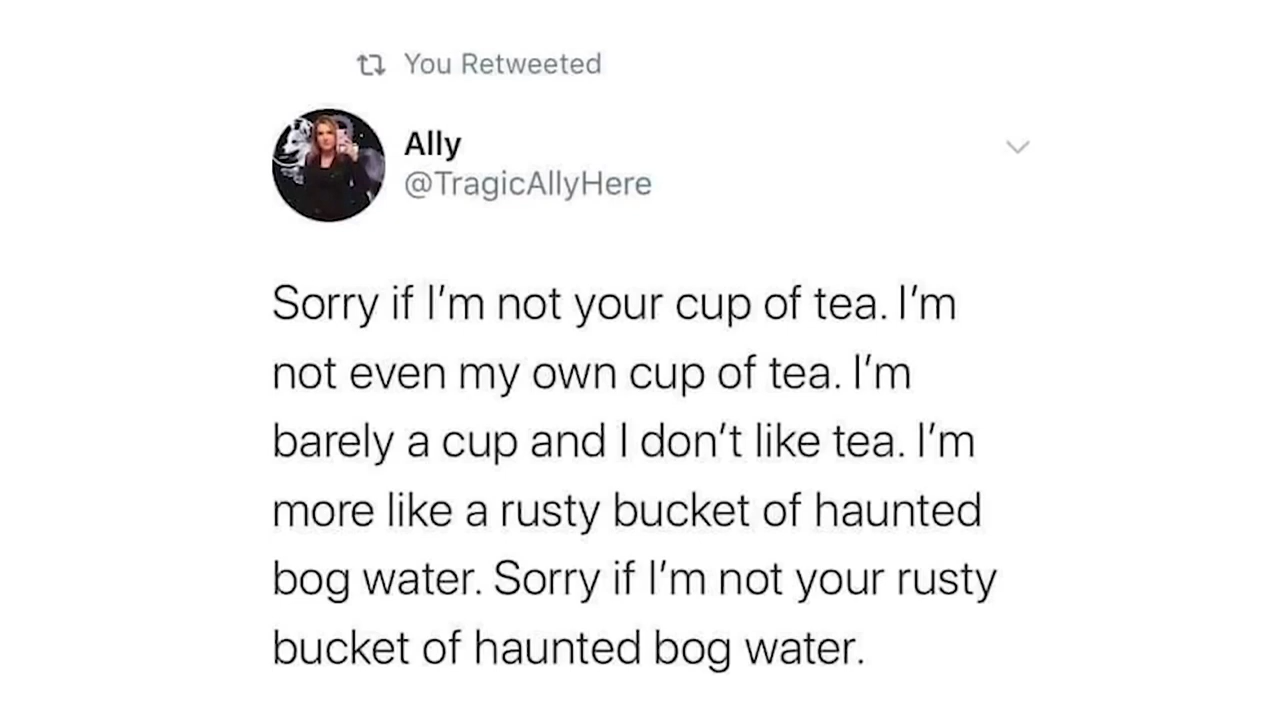 You Retweeted
Ally
@TragicAllyHere
Sorry if I’m not your cup of tea. I’m
not even my own cup of tea. I’m
barely a cup and I don’t like tea. I’m
more like a rusty bucket of haunted
bog water. Sorry if I’m not your rusty
bucket of haunted bog water.